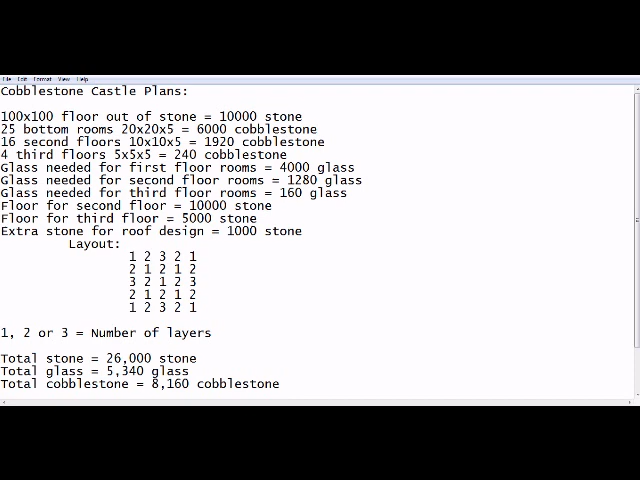 File Edit Format View Help
Cobblestone Castle Plans:
100x100 floor out of stone = 10000 stone
25 bottom rooms 20x20x5 = 6000 cobblestone
16 second floors 10x10x5 = 1920 cobblestone
4 third floors 5x5x5 = 240 cobblestone
Glass needed for first floor rooms = 4000 glass
Glass needed for second floor rooms = 1280 glass
Glass needed for third floor rooms = 160 glass
Floor for second floor = 10000 stone
Floor for third floor = 5000 stone
Extra stone for roof design = 1000 stone
Layout:
1 2 3 2 1
2 1 2 1 2
3 2 1 2 3
2 1 2 1 2
1 2 3 2 1
1, 2 or 3 = Number of layers
Total stone = 26,000 stone
Total glass = 5,340 glass
Total cobblestone = 8,160 cobblestone